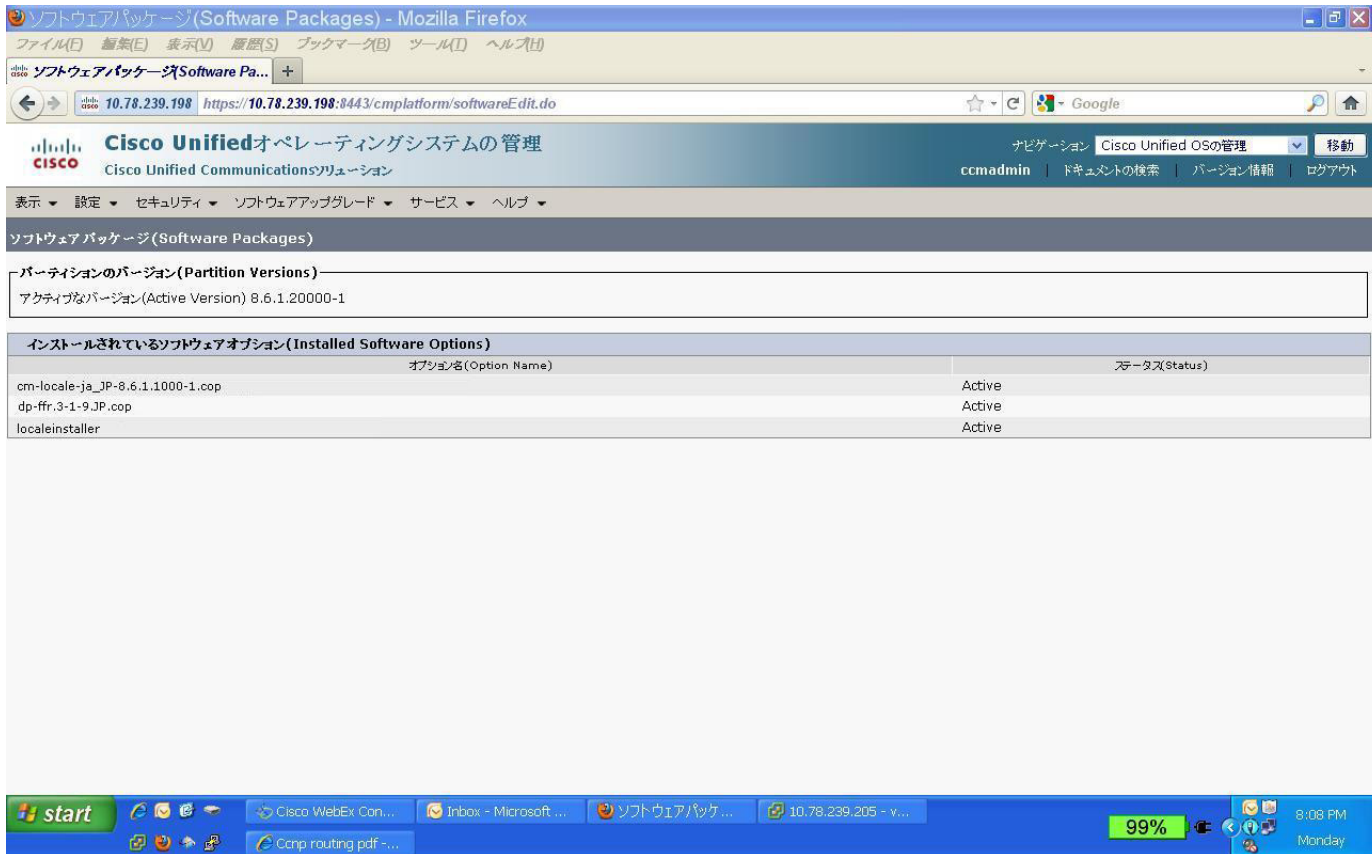 ソフトウェアパッケージ(Software Packages) - Mozilla Firefox
ファイル(F) 編集(E) 表示(V) 履歴(S) ブックマーク(B) ツール(T) ヘルプ(H)
ソフトウェアパッケージ(Software Pa... +
10.78.239.198 https://10.78.239.198:8443/cmplatform/softwareEdit.do Google
CISCO
Cisco Unifiedオペレーティングシステムの管理
Cisco Unified Communicationsソリューション
ナビゲーション Cisco Unified OSの管理 移動
ccmadmin | ドキュメントの検索 | バージョン情報 | ログアウト
表示 設定 セキュリティ ソフトウェアアップグレード サービス ヘルプ
ソフトウェアパッケージ(Software Packages)
パーティションのバージョン(Partition Versions)
アクティブなバージョン(Active Version) 8.6.1.20000-1
インストールされているソフトウェアオプション(Installed Software Options)
オプション名(Option Name) ステータス(Status)
cm-locale-ja_JP-8.6.1.1000-1.cop Active
dp-ffr.3-1-9.JP.cop Active
localeinstaller Active
start Cisco WebEx Con... Inbox - Microsoft ... ソフトウェアパッケ... 10.78.239.205 - v...
Ccnp routing pdf -...
99%
8:08 PM
Monday